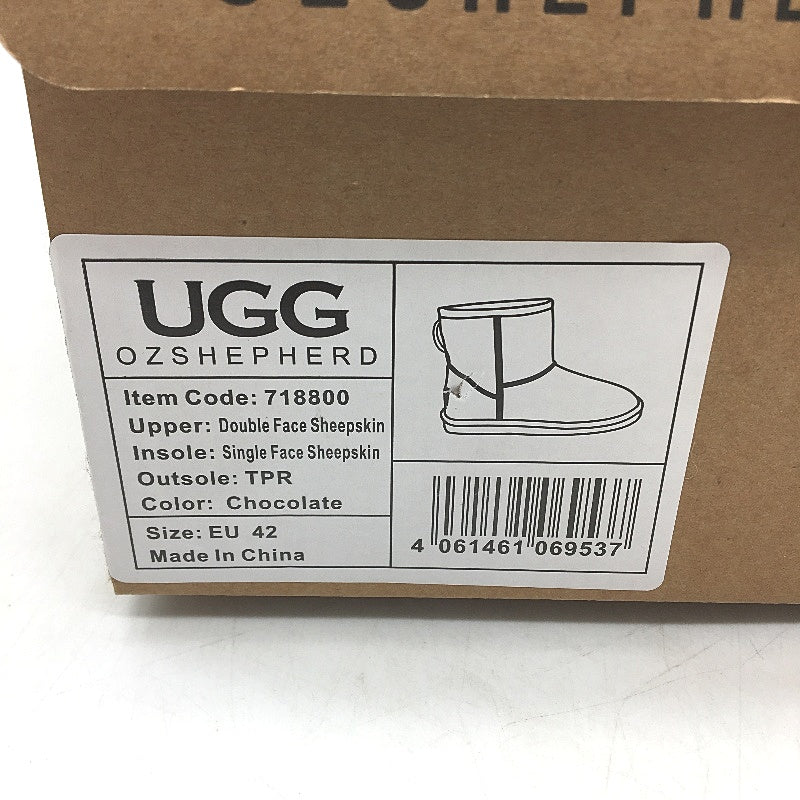 UGG
OZSHEPHERD
Item Code: 718800
Upper: Double Face Sheepskin
Insole: Single Face Sheepskin
Outsole: TPR
Color: Chocolate
Size: EU 42
Made In China
4 061461 069537